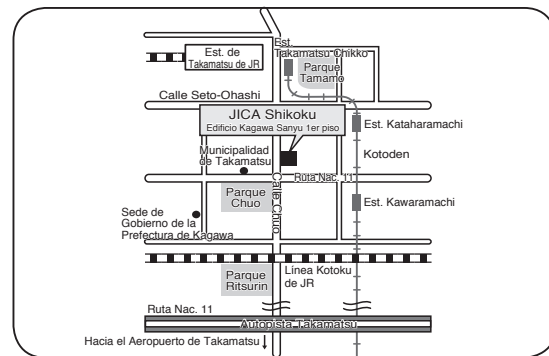 Est. de
Takamatsu de JR
Est.
Takamatsu Chikko
Parque
Tamamo
Calle Seto-Ohashi
JICA Shikoku
Edificio Kagawa Sanyu 1er piso
Est. Kataharamachi
Municipalidad
de Takamatsu
Kotoden
Ruta Nac. 11
Parque
Chuo
Calle Chuo
Est. Kawaramachi
Sede de
Gobierno de la
Prefectura de Kagawa
Parque
Ritsurin
Línea Kotoku
de JR
Ruta Nac. 11
Autopista Takamatsu
Hacia el Aeropuerto de Takamatsu